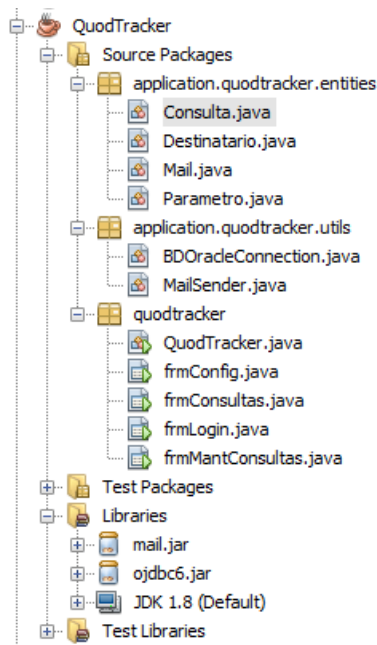 QuodTracker
Source Packages
application.quodtracker.entities
Consulta.java
Destinatario.java
Mail.java
Parametro.java
application.quodtracker.utils
BDOracleConnection.java
MailSender.java
quodtracker
QuodTracker.java
frmConfig.java
frmConsultas.java
frmLogin.java
frmMantConsultas.java
Test Packages
Libraries
mail.jar
ojdbc6.jar
JDK 1.8 (Default)
Test Libraries